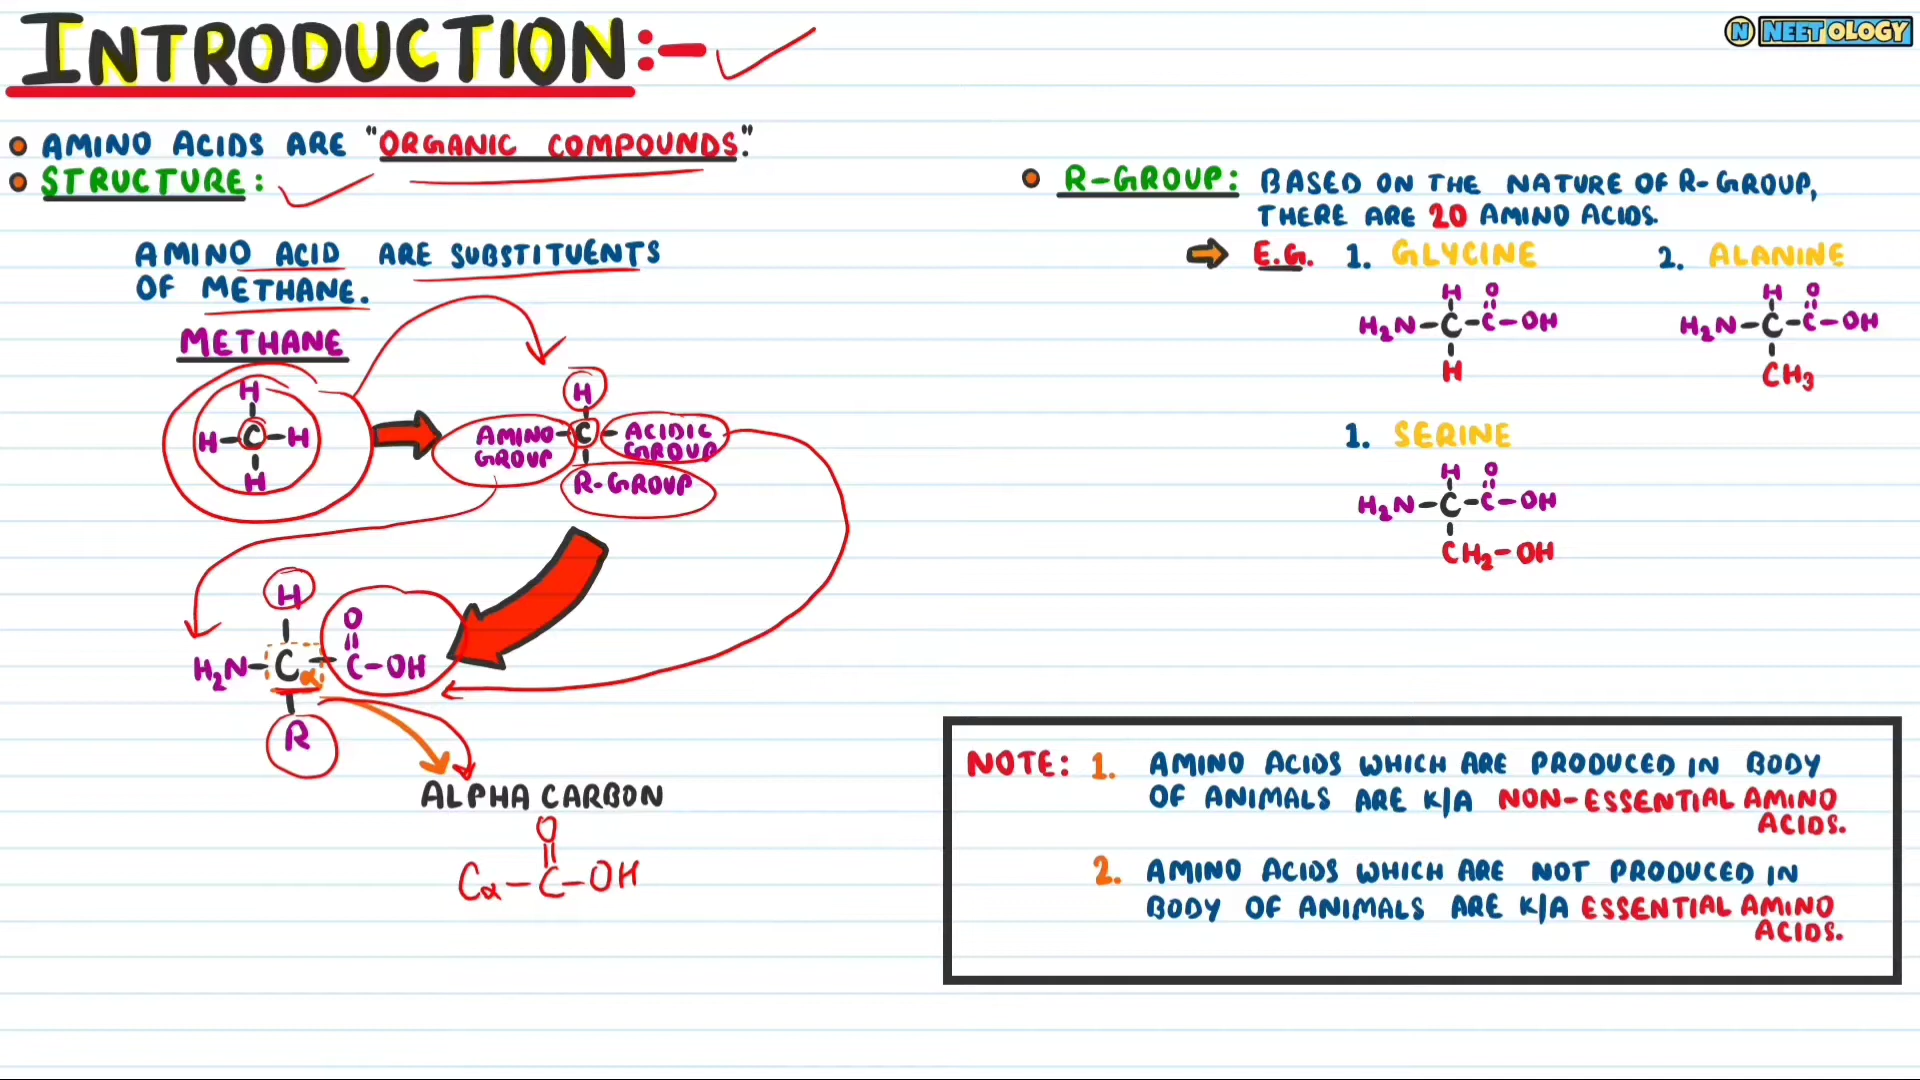 INTRODUCTION:-
N NEETOLOGY
• AMINO ACIDS ARE "ORGANIC COMPOUNDS."
• STRUCTURE:
AMINO ACID ARE SUBSTITUENTS
OF METHANE.
METHANE
H
H-C-H
H
H
AMINO GROUP-C-ACIDIC GROUP
R-GROUP
H
O
H₂N-C-C-OH
α
R
ALPHA CARBON
O
Cα-C-OH
• R-GROUP: BASED ON THE NATURE OF R-GROUP,
THERE ARE 20 AMINO ACIDS.
E.G. 1. GLYCINE 2. ALANINE
H O
H₂N-C-C-OH
H
H O
H₂N-C-C-OH
CH₃
1. SERINE
H O
H₂N-C-C-OH
CH₂-OH
NOTE: 1. AMINO ACIDS WHICH ARE PRODUCED IN BODY
OF ANIMALS ARE K/A NON-ESSENTIAL AMINO
ACIDS.
2. AMINO ACIDS WHICH ARE NOT PRODUCED IN
BODY OF ANIMALS ARE K/A ESSENTIAL AMINO
ACIDS.